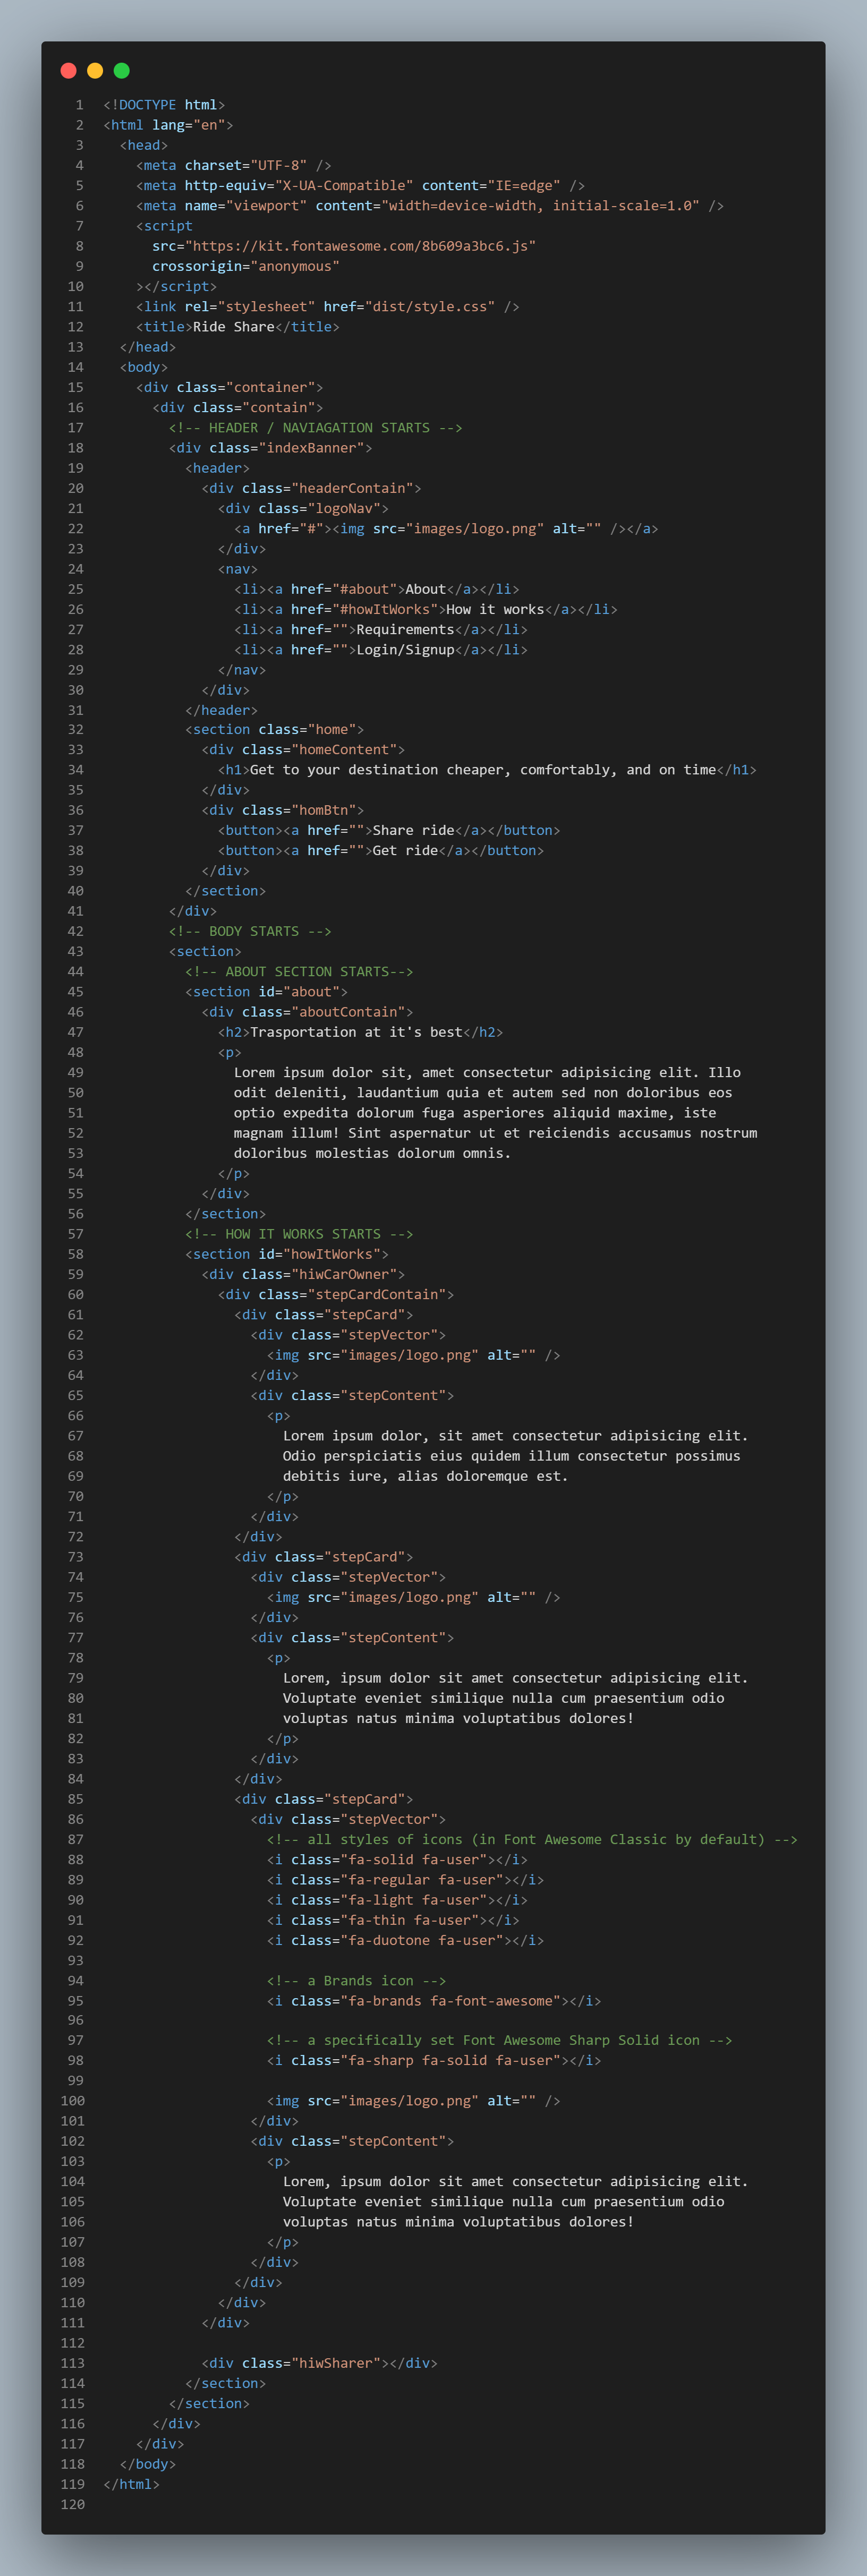 1 <!DOCTYPE html>
2 <html lang="en">
3   <head>
4     <meta charset="UTF-8" />
5     <meta http-equiv="X-UA-Compatible" content="IE=edge" />
6     <meta name="viewport" content="width=device-width, initial-scale=1.0" />
7     <script
8       src="https://kit.fontawesome.com/8b609a3bc6.js"
9       crossorigin="anonymous"
10     ></script>
11     <link rel="stylesheet" href="dist/style.css" />
12     <title>Ride Share</title>
13   </head>
14   <body>
15     <div class="container">
16       <div class="contain">
17         <!-- HEADER / NAVIAGATION STARTS -->
18         <div class="indexBanner">
19           <header>
20             <div class="headerContain">
21               <div class="logoNav">
22                 <a href="#"><img src="images/logo.png" alt="" /></a>
23               </div>
24               <nav>
25                 <li><a href="#about">About</a></li>
26                 <li><a href="#howItWorks">How it works</a></li>
27                 <li><a href="">Requirements</a></li>
28                 <li><a href="">Login/Signup</a></li>
29               </nav>
30             </div>
31           </header>
32           <section class="home">
33             <div class="homeContent">
34               <h1>Get to your destination cheaper, comfortably, and on time</h1>
35             </div>
36             <div class="homBtn">
37               <button><a href="">Share ride</a></button>
38               <button><a href="">Get ride</a></button>
39             </div>
40           </section>
41         </div>
42         <!-- BODY STARTS -->
43         <section>
44           <!-- ABOUT SECTION STARTS-->
45           <section id="about">
46             <div class="aboutContain">
47               <h2>Trasportation at it's best</h2>
48               <p>
49                 Lorem ipsum dolor sit, amet consectetur adipisicing elit. Illo
50                 odit deleniti, laudantium quia et autem sed non doloribus eos
51                 optio expedita dolorum fuga asperiores aliquid maxime, iste
52                 magnam illum! Sint aspernatur ut et reiciendis accusamus nostrum
53                 doloribus molestias dolorum omnis.
54               </p>
55             </div>
56           </section>
57           <!-- HOW IT WORKS STARTS -->
58           <section id="howItWorks">
59             <div class="hiwCarOwner">
60               <div class="stepCardContain">
61                 <div class="stepCard">
62                   <div class="stepVector">
63                     <img src="images/logo.png" alt="" />
64                   </div>
65                   <div class="stepContent">
66                     <p>
67                       Lorem ipsum dolor, sit amet consectetur adipisicing elit.
68                       Odio perspiciatis eius quidem illum consectetur possimus
69                       debitis iure, alias doloremque est.
70                     </p>
71                   </div>
72                 </div>
73                 <div class="stepCard">
74                   <div class="stepVector">
75                     <img src="images/logo.png" alt="" />
76                   </div>
77                   <div class="stepContent">
78                     <p>
79                       Lorem, ipsum dolor sit amet consectetur adipisicing elit.
80                       Voluptate eveniet similique nulla cum praesentium odio
81                       voluptas natus minima voluptatibus dolores!
82                     </p>
83                   </div>
84                 </div>
85                 <div class="stepCard">
86                   <div class="stepVector">
87                     <!-- all styles of icons (in Font Awesome Classic by default) -->
88                     <i class="fa-solid fa-user"></i>
89                     <i class="fa-regular fa-user"></i>
90                     <i class="fa-light fa-user"></i>
91                     <i class="fa-thin fa-user"></i>
92                     <i class="fa-duotone fa-user"></i>
93
94                     <!-- a Brands icon -->
95                     <i class="fa-brands fa-font-awesome"></i>
96
97                     <!-- a specifically set Font Awesome Sharp Solid icon -->
98                     <i class="fa-sharp fa-solid fa-user"></i>
99
100                     <img src="images/logo.png" alt="" />
101                   </div>
102                   <div class="stepContent">
103                     <p>
104                       Lorem, ipsum dolor sit amet consectetur adipisicing elit.
105                       Voluptate eveniet similique nulla cum praesentium odio
106                       voluptas natus minima voluptatibus dolores!
107                     </p>
108                   </div>
109                 </div>
110               </div>
111             </div>
112
113             <div class="hiwSharer"></div>
114           </section>
115         </section>
116       </div>
117     </div>
118   </body>
119 </html>
120